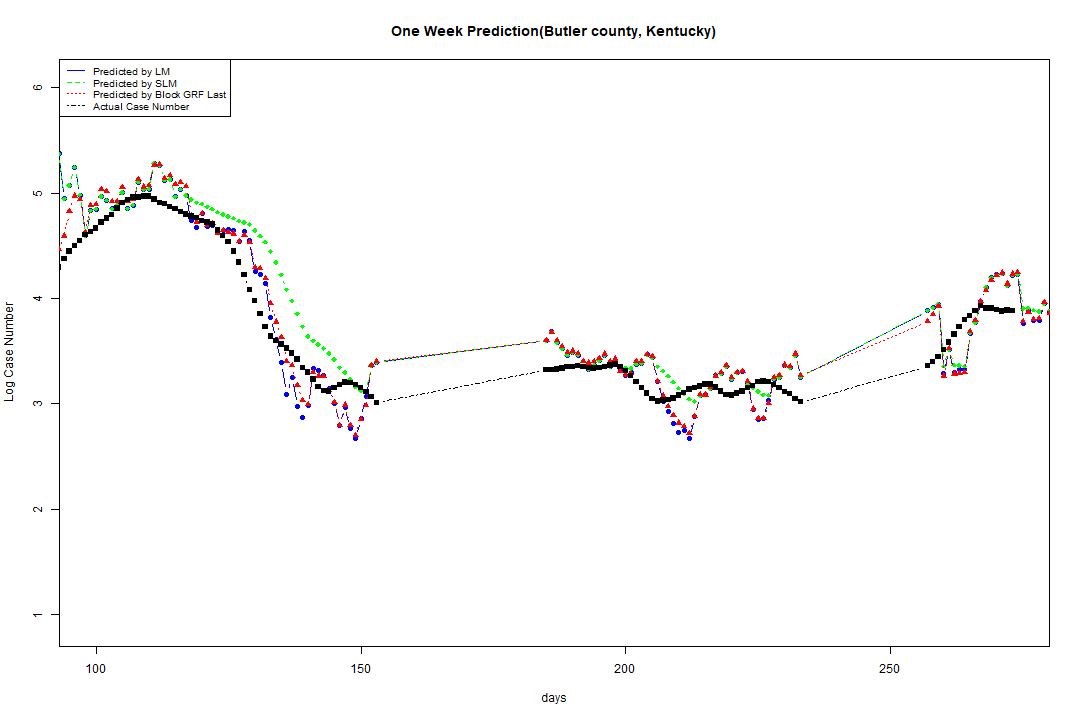 One Week Prediction(Butler county, Kentucky)
Predicted by LM
Predicted by SLM
Predicted by Block GRF Last
Actual Case Number
6
5
4
3
2
1
Log Case Number
100 150 200 250
days